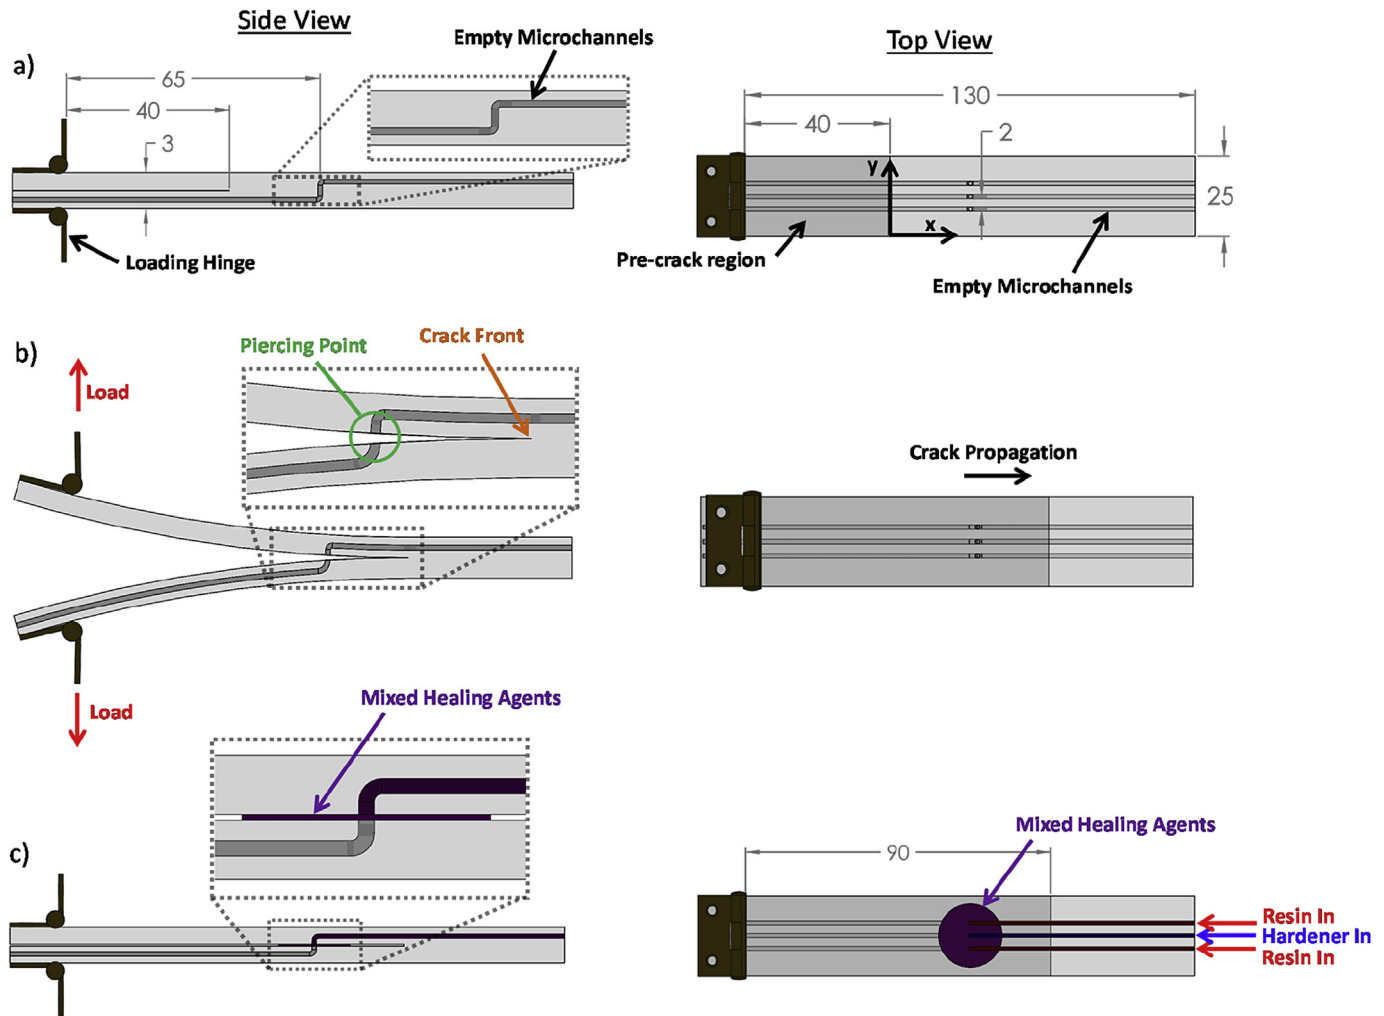 Side View
Top View
a)
Empty Microchannels
65
40
3
Loading Hinge
130
40
2
y
x
25
Pre-crack region
Empty Microchannels
b)
Load
Piercing Point
Crack Front
Load
Crack Propagation
c)
Mixed Healing Agents
Mixed Healing Agents
90
Resin In
Hardener In
Resin In